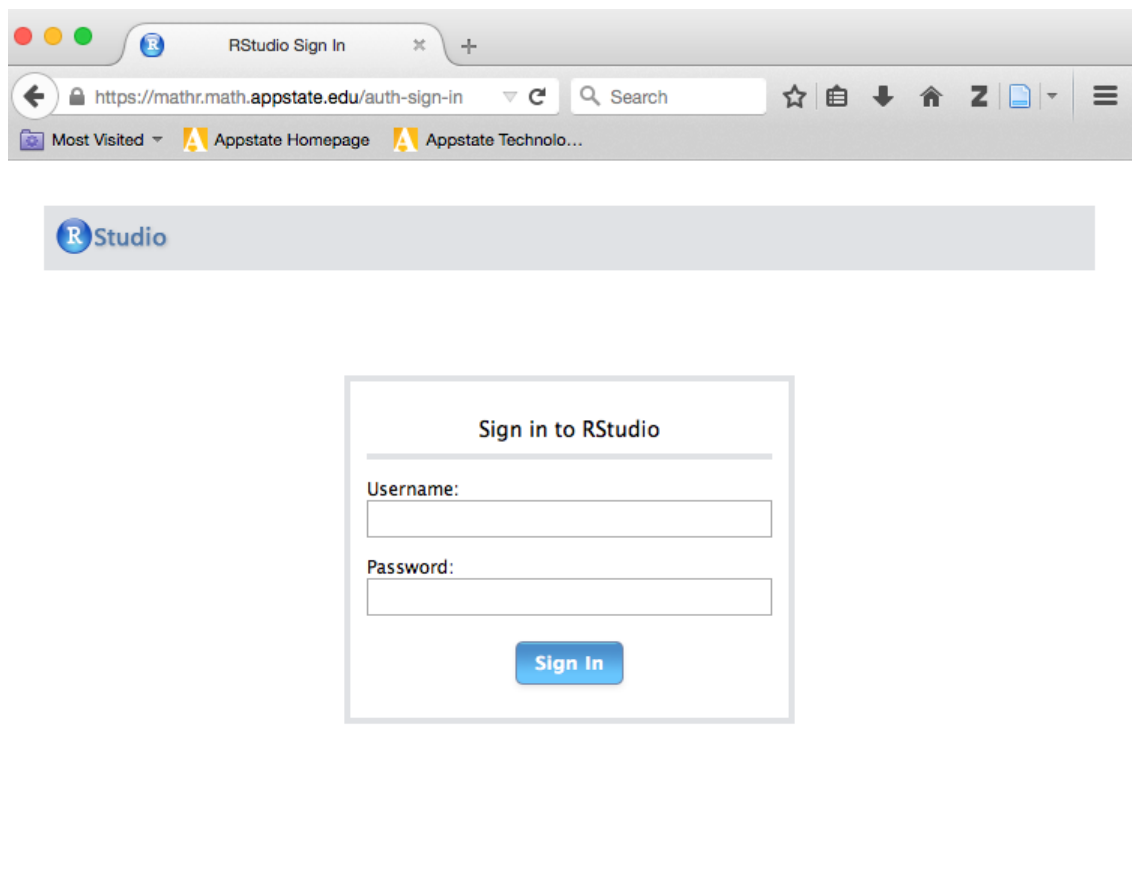 RStudio Sign In
https://mathr.math.appstate.edu/auth-sign-in Search
Most Visited Appstate Homepage Appstate Technolo...
R Studio
Sign in to RStudio
Username:
Password:
Sign In